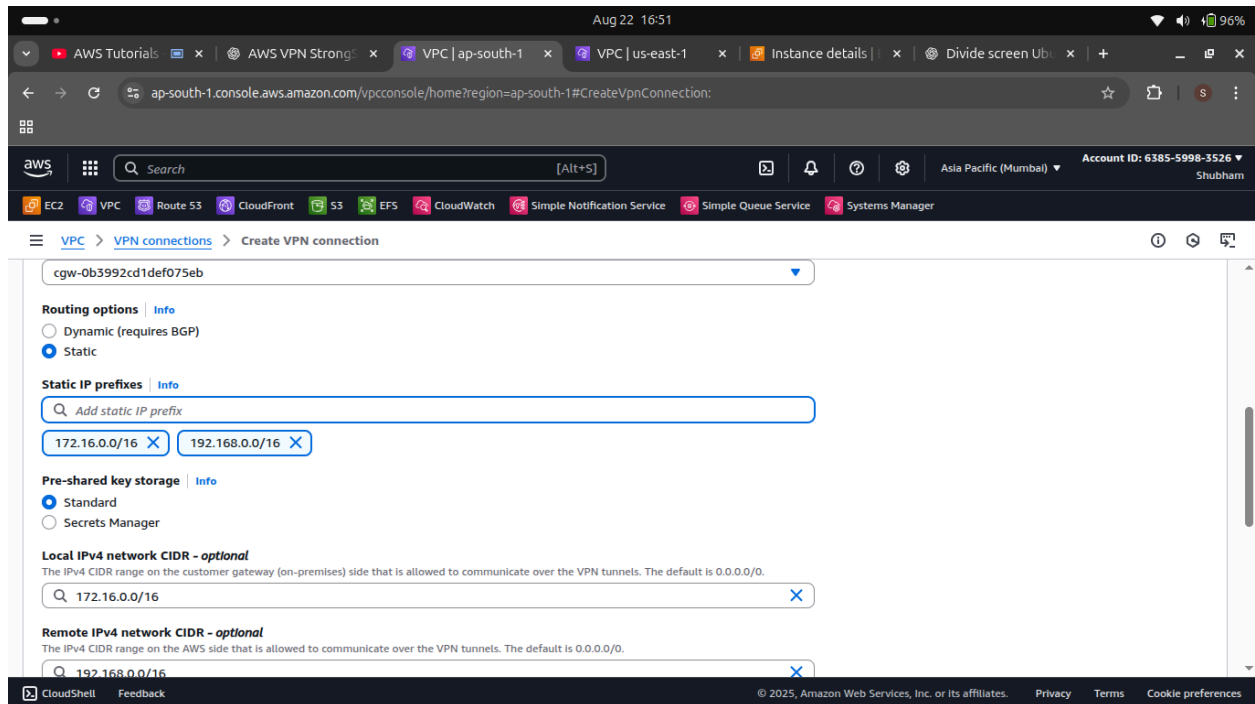 Aug 22 16:51
96%
AWS Tutorials
AWS VPN StrongS
VPC | ap-south-1
VPC | us-east-1
Instance details |
Divide screen Ubu
ap-south-1.console.aws.amazon.com/vpcconsole/home?region=ap-south-1#CreateVpnConnection:
S
aws
Search
[Alt+S]
Asia Pacific (Mumbai)
Account ID: 6385-5998-3526
Shubham
EC2 VPC Route 53 CloudFront S3 EFS CloudWatch Simple Notification Service Simple Queue Service Systems Manager
VPC > VPN connections > Create VPN connection
cgw-0b3992cd1def075eb
Routing options Info
Dynamic (requires BGP)
Static
Static IP prefixes Info
Add static IP prefix
172.16.0.0/16 192.168.0.0/16
Pre-shared key storage Info
Standard
Secrets Manager
Local IPv4 network CIDR - optional
The IPv4 CIDR range on the customer gateway (on-premises) side that is allowed to communicate over the VPN tunnels. The default is 0.0.0.0/0.
172.16.0.0/16
Remote IPv4 network CIDR - optional
The IPv4 CIDR range on the AWS side that is allowed to communicate over the VPN tunnels. The default is 0.0.0.0/0.
192.168.0.0/16
CloudShell Feedback © 2025, Amazon Web Services, Inc. or its affiliates. Privacy Terms Cookie preferences